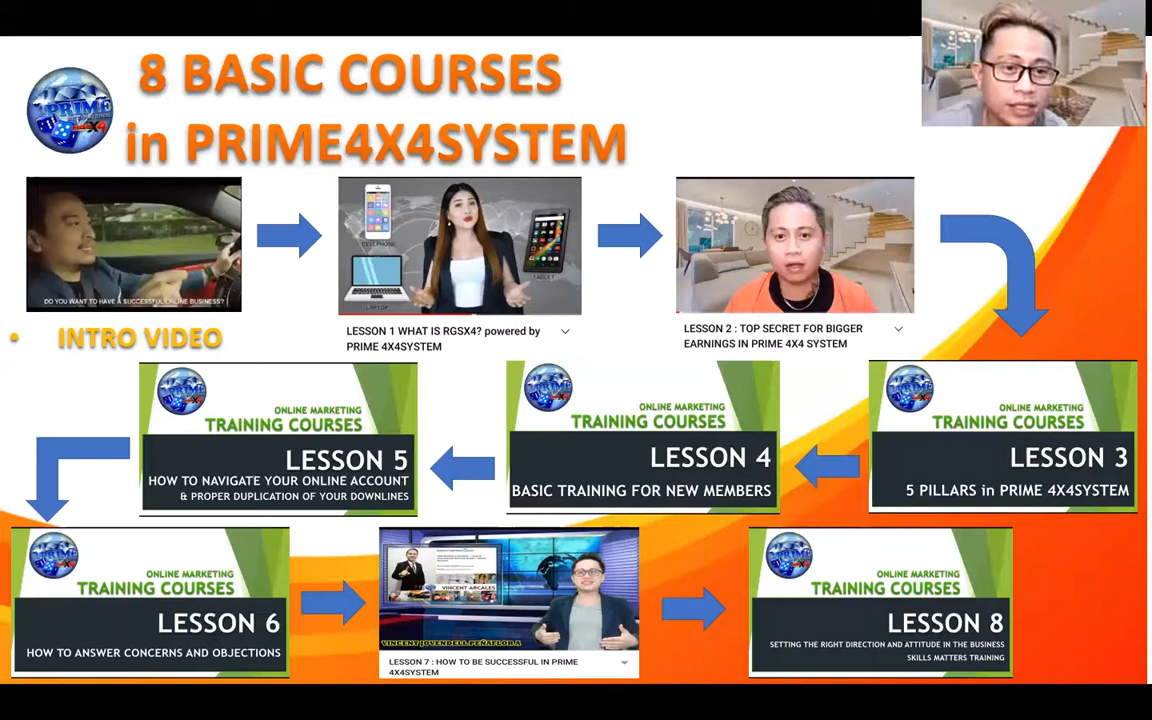 8 BASIC COURSES
in PRIME4X4SYSTEM
PRIME
DO YOU WANT TO HAVE A SUCCESSFUL ONLINE BUSINESS?
CELLPHONE
LAPTOP
TABLET
• INTRO VIDEO
LESSON 1 WHAT IS RGSX4? powered by
PRIME 4X4SYSTEM
LESSON 2 : TOP SECRET FOR BIGGER
EARNINGS IN PRIME 4X4 SYSTEM
ONLINE MARKETING
TRAINING COURSES
LESSON 3
5 PILLARS in PRIME 4X4SYSTEM
ONLINE MARKETING
TRAINING COURSES
LESSON 4
BASIC TRAINING FOR NEW MEMBERS
ONLINE MARKETING
TRAINING COURSES
LESSON 5
HOW TO NAVIGATE YOUR ONLINE ACCOUNT
& PROPER DUPLICATION OF YOUR DOWNLINES
ONLINE MARKETING
TRAINING COURSES
LESSON 6
HOW TO ANSWER CONCERNS AND OBJECTIONS
VINCENT ARCALES
VINCENT JOVENDELL PEÑAFLORA
LESSON 7 : HOW TO BE SUCCESSFUL IN PRIME
4X4SYSTEM
ONLINE MARKETING
TRAINING COURSES
LESSON 8
SETTING THE RIGHT DIRECTION AND ATTITUDE IN THE BUSINESS
SKILLS MATTERS TRAINING